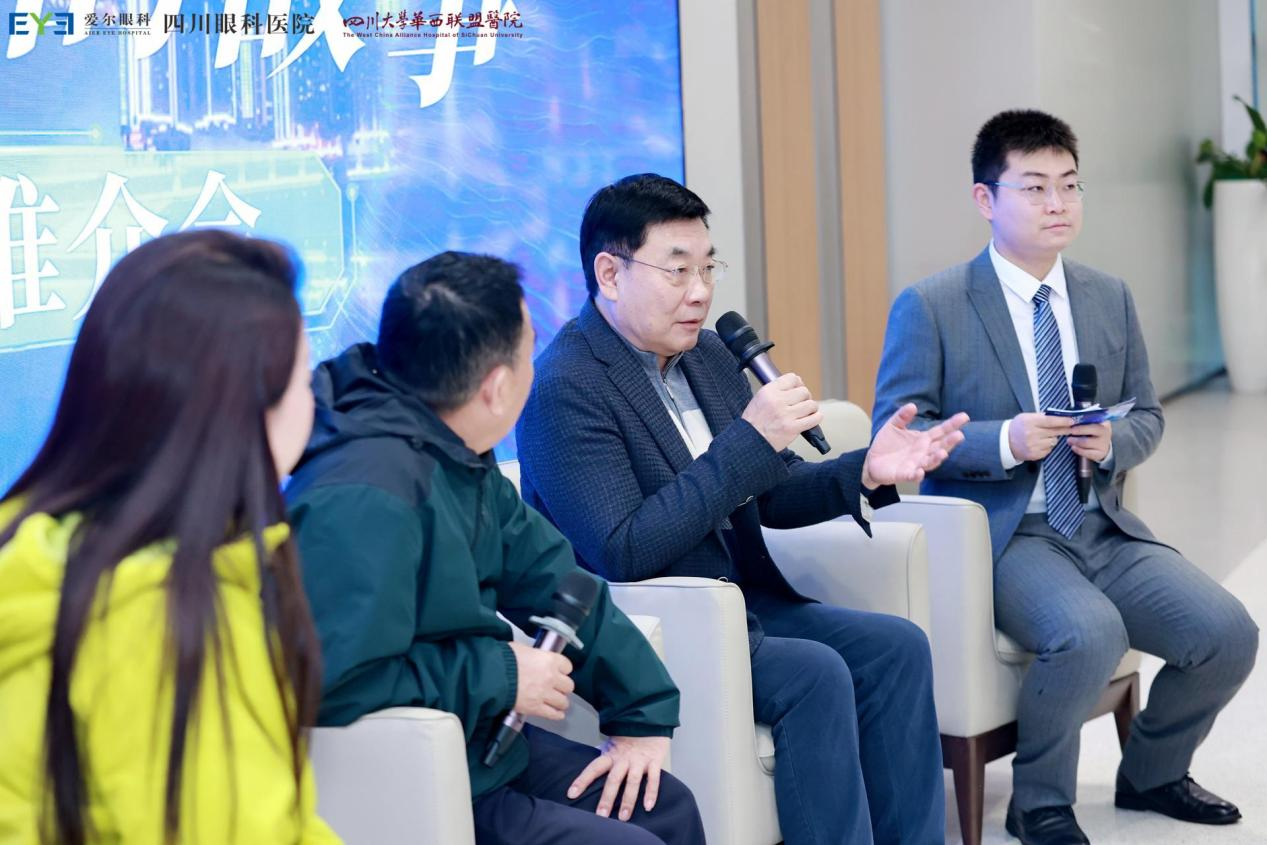 EYE 爱尔眼科 四川眼科医院 四川大學華西联盟醫院
AIER EYE HOSPITAL The West China Alliance Hospital of SiChuan University
事
推介会